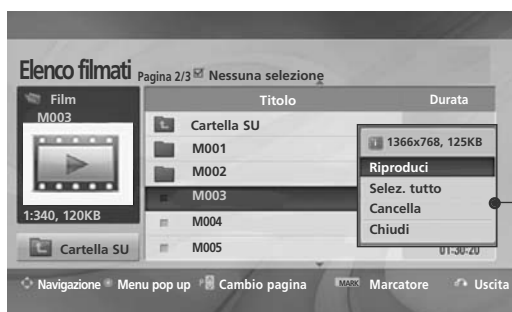 Elenco filmati Pagina 2/3 Nessuna selezione
Film
M003
1:340, 120KB
Cartella SU
Titolo Durata
Cartella SU
M001
M002
M003
M004
M005 01:30:20
1366x768, 125KB
Riproduci
Selez. tutto
Cancella
Chiudi
Navigazione Menu pop up Cambio pagina MARK Marcatore Uscita